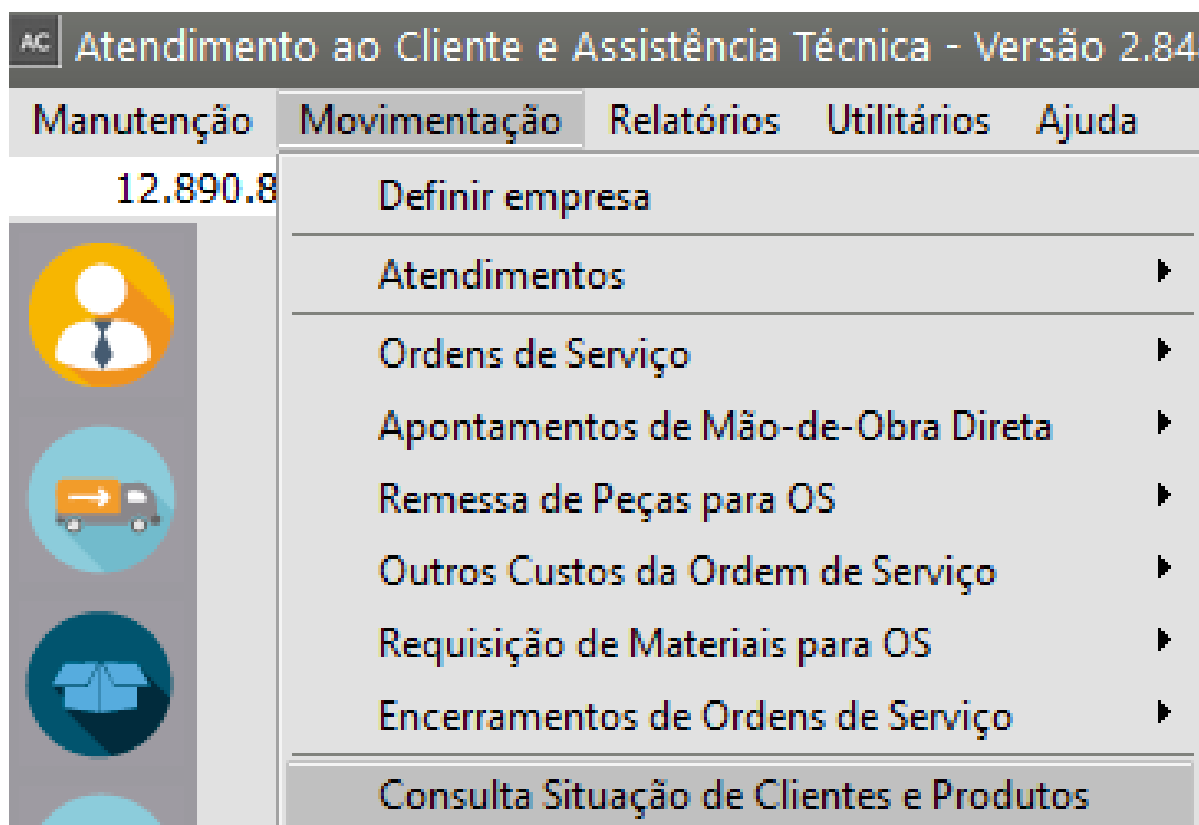 AC Atendimento ao Cliente e Assistência Técnica - Versão 2.84
Manutenção Movimentação Relatórios Utilitários Ajuda
12.890.8
Definir empresa
Atendimentos
Ordens de Serviço
Apontamentos de Mão-de-Obra Direta
Remessa de Peças para OS
Outros Custos da Ordem de Serviço
Requisição de Materiais para OS
Encerramentos de Ordens de Serviço
Consulta Situação de Clientes e Produtos